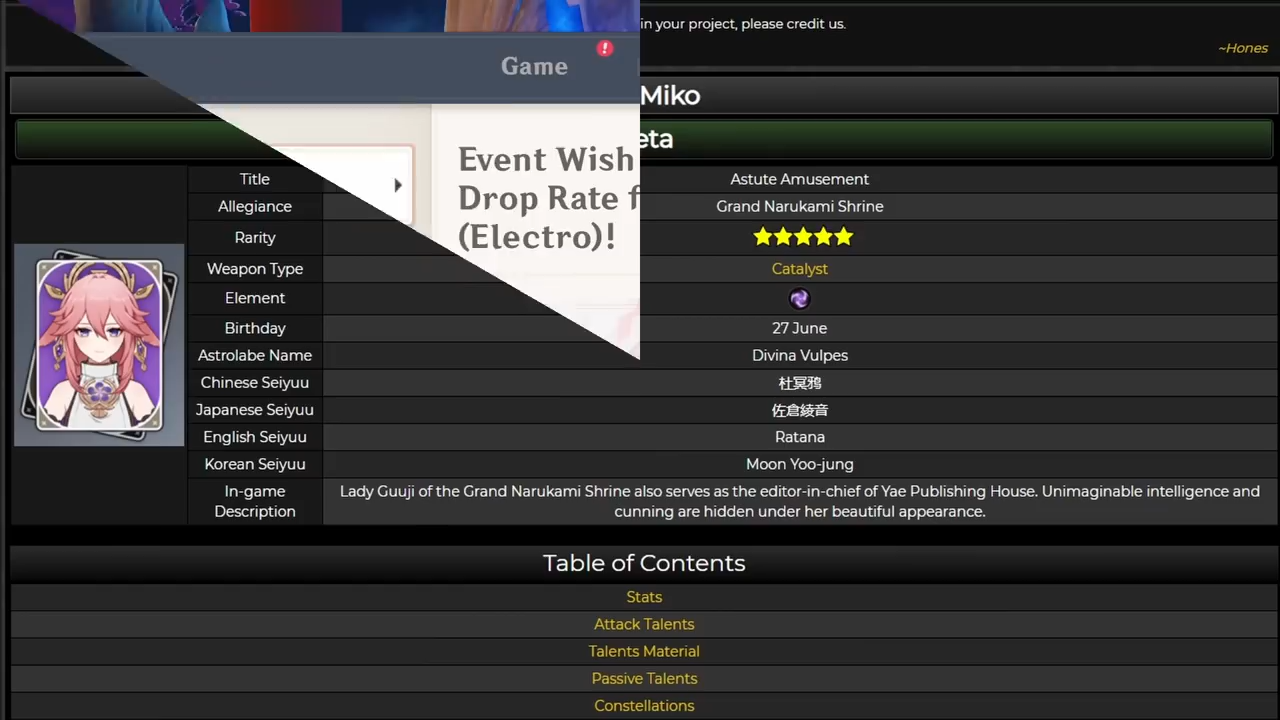 in your project, please credit us.
~Hones
Game
Miko
Event Wish
Drop Rate f
(Electro)!
eta
Title Astute Amusement
Allegiance Grand Narukami Shrine
Rarity
Weapon Type Catalyst
Element
Birthday 27 June
Astrolabe Name Divina Vulpes
Chinese Seiyuu 杜冥鸦
Japanese Seiyuu 佐倉綾音
English Seiyuu Ratana
Korean Seiyuu Moon Yoo-jung
In-game Description Lady Guuji of the Grand Narukami Shrine also serves as the editor-in-chief of Yae Publishing House. Unimaginable intelligence and
cunning are hidden under her beautiful appearance.
Table of Contents
Stats
Attack Talents
Talents Material
Passive Talents
Constellations